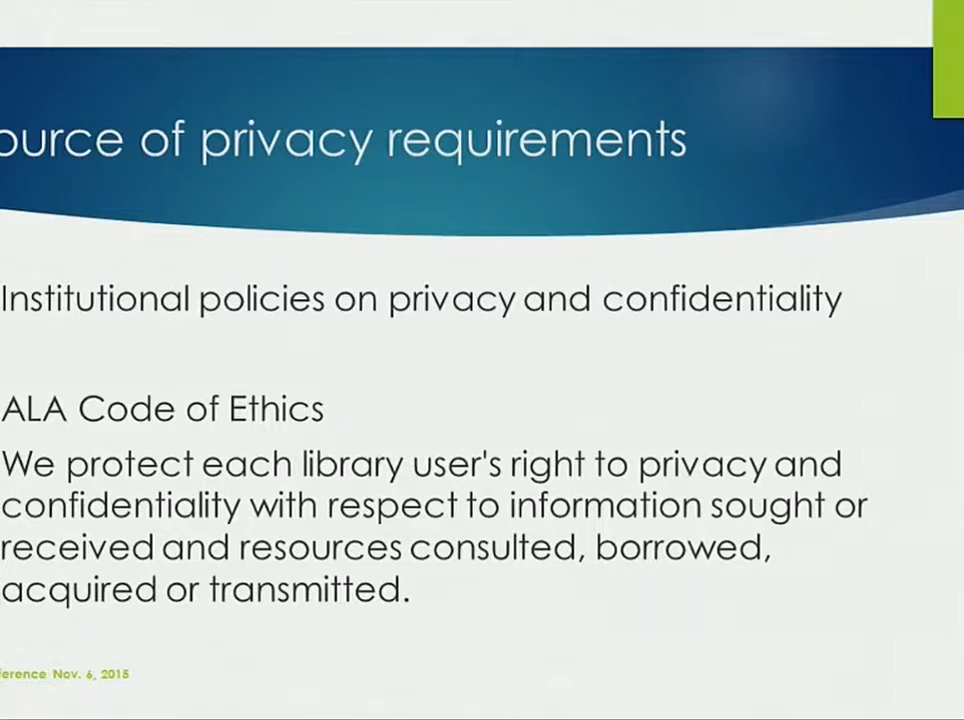 ource of privacy requirements
Institutional policies on privacy and confidentiality
ALA Code of Ethics
We protect each library user's right to privacy and
confidentiality with respect to information sought or
received and resources consulted, borrowed,
acquired or transmitted.
ference Nov. 6, 2015